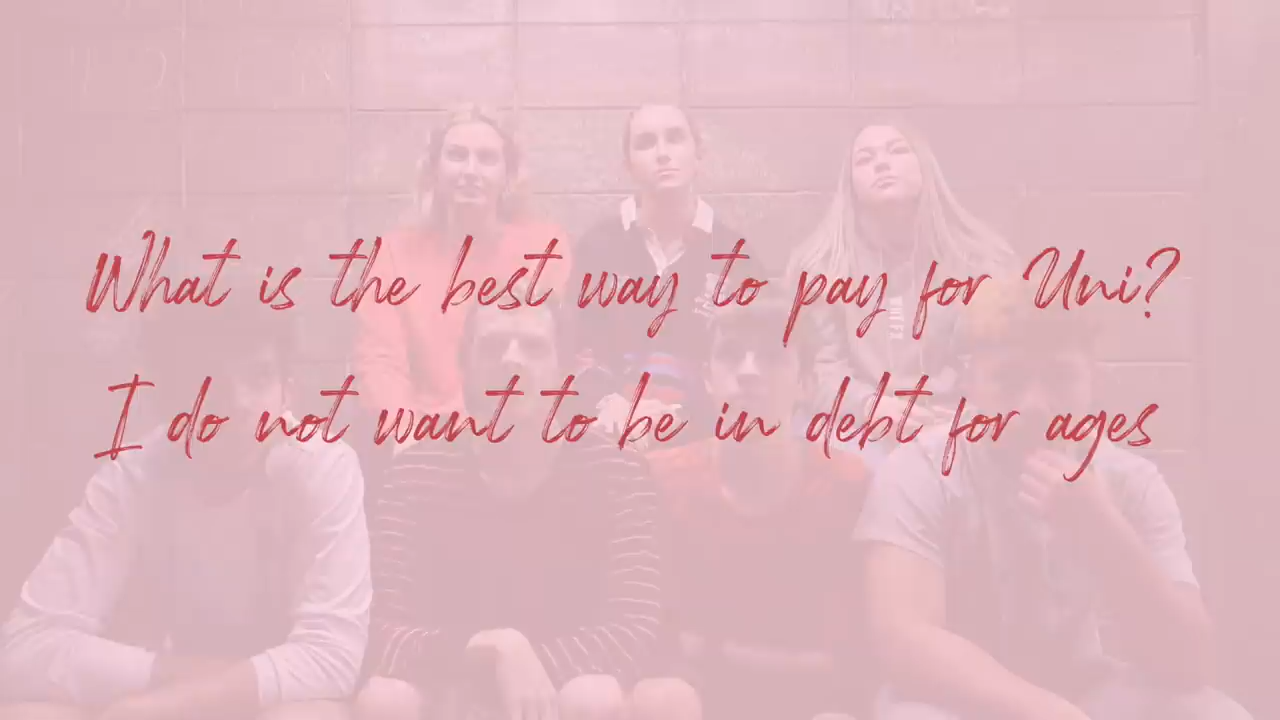 What is the best way to pay for Uni?
I do not want to be in debt for ages